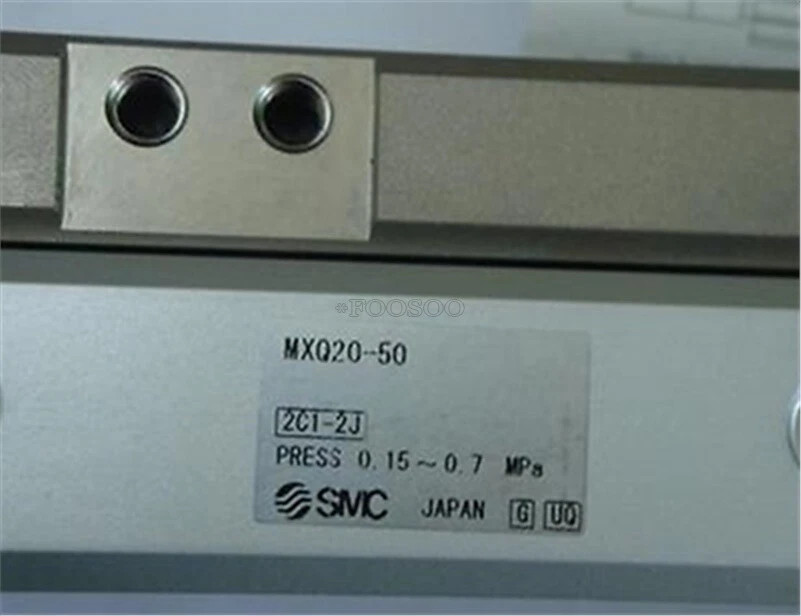 *FOOSOO
MXQ20-50
2C1-2J
PRESS 0.15~0.7 MPa
SMC JAPAN G UQ